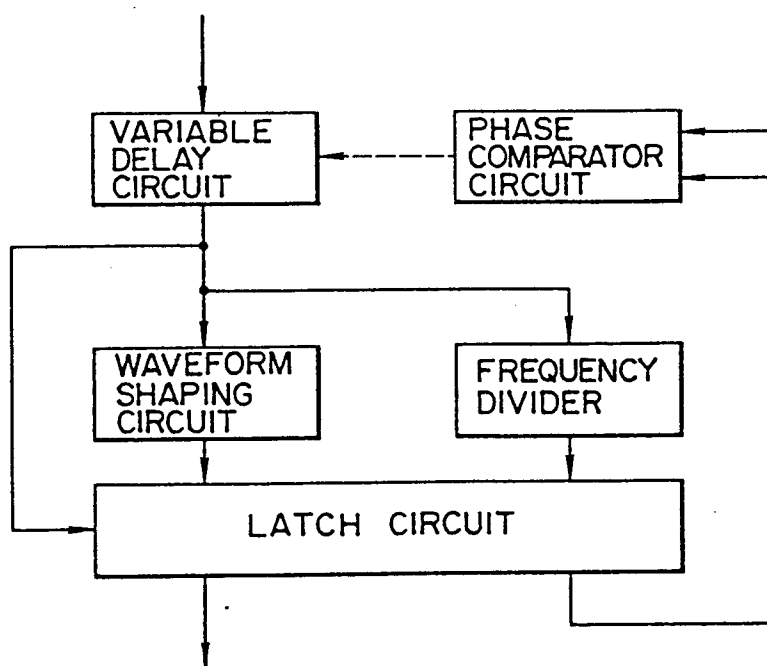 VARIABLE
DELAY
CIRCUIT
PHASE
COMPARATOR
CIRCUIT
WAVEFORM
SHAPING
CIRCUIT
FREQUENCY
DIVIDER
LATCH CIRCUIT